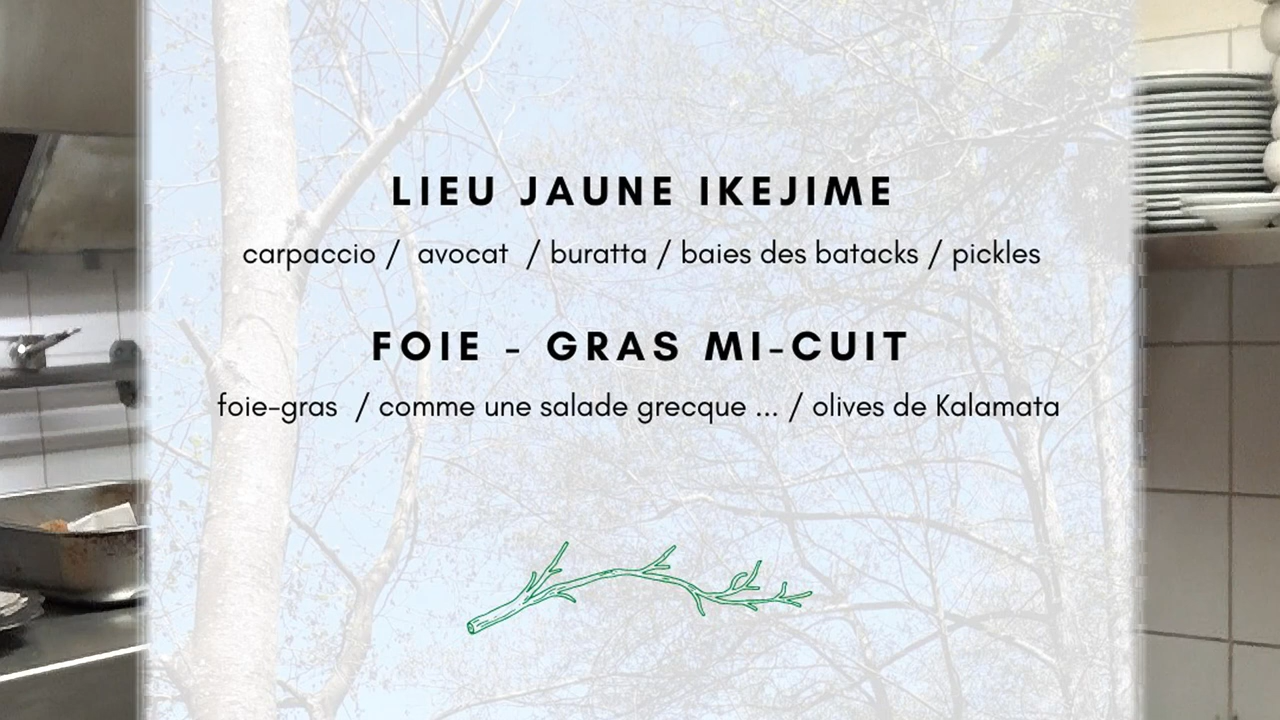 LIEU JAUNE IKEJIME
carpaccio / avocat / buratta / baies des batacks / pickles
FOIE - GRAS MI-CUIT
foie-gras / comme une salade grecque ... / olives de Kalamata